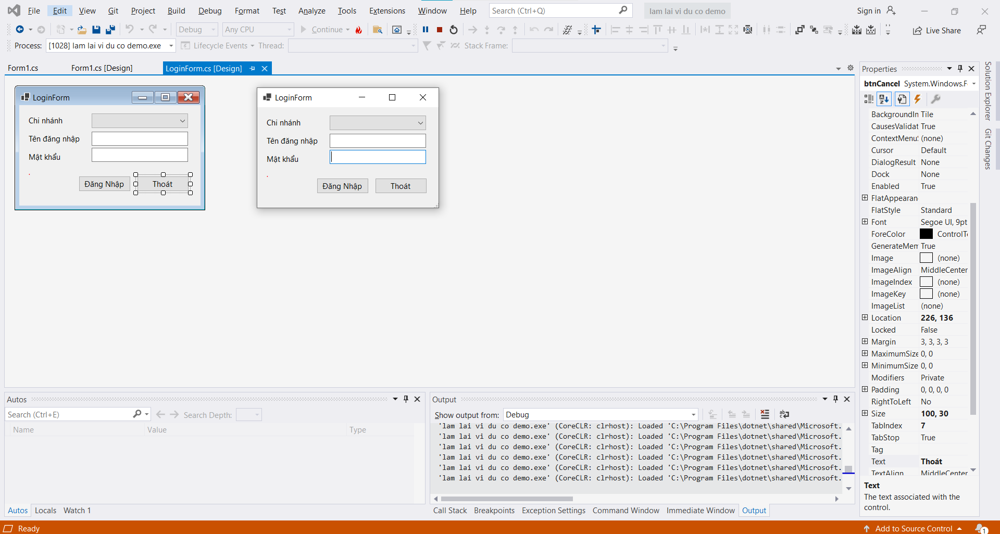 File Edit View Git Project Build Debug Format Test Analyze Tools Extensions Window Help Search (Ctrl+Q) lam lai vi du co demo Sign in
Debug Any CPU Continue Live Share
Process: [1028] lam lai vi du co demo.exe Lifecycle Events Thread: Stack Frame:
Form1.cs Form1.cs [Design] LoginForm.cs [Design]
LoginForm
Chi nhánh
Tên đăng nhập
Mật khẩu
.
Đăng Nhập Thoát
LoginForm
Chi nhánh
Tên đăng nhập
Mật khẩu
.
Đăng Nhập Thoát
Properties
btnCancel System.Windows.F
BackgroundIn Tile
CausesValidat True
ContextMenuS (none)
Cursor Default
DialogResult None
Dock None
Enabled True
FlatAppearan
FlatStyle Standard
Font Segoe UI, 9pt
ForeColor ControlTe
GenerateMem True
Image (none)
ImageAlign MiddleCenter
ImageIndex (none)
ImageKey (none)
ImageList (none)
Location 226, 136
Locked False
Margin 3, 3, 3, 3
MaximumSize 0, 0
MinimumSize 0, 0
Modifiers Private
Padding 0, 0, 0, 0
RightToLeft No
Size 100, 30
TabIndex 7
TabStop True
Tag
Text Thoát
TextAlign MiddleCenter
Text
The text associated with the
control.
Solution Explorer
Git Changes
Autos
Search (Ctrl+E) Search Depth:
Name Value Type
Autos Locals Watch 1
Output
Show output from: Debug
'lam lai vi du co demo.exe' (CoreCLR: clrhost): Loaded 'C:\Program Files\dotnet\shared\Microsoft.
'lam lai vi du co demo.exe' (CoreCLR: clrhost): Loaded 'C:\Program Files\dotnet\shared\Microsoft.
'lam lai vi du co demo.exe' (CoreCLR: clrhost): Loaded 'C:\Program Files\dotnet\shared\Microsoft.
'lam lai vi du co demo.exe' (CoreCLR: clrhost): Loaded 'C:\Program Files\dotnet\shared\Microsoft.
'lam lai vi du co demo.exe' (CoreCLR: clrhost): Loaded 'C:\Program Files\dotnet\shared\Microsoft.
'lam lai vi du co demo.exe' (CoreCLR: clrhost): Loaded 'C:\Program Files\dotnet\shared\Microsoft.
Call Stack Breakpoints Exception Settings Command Window Immediate Window Output
Ready Add to Source Control 1